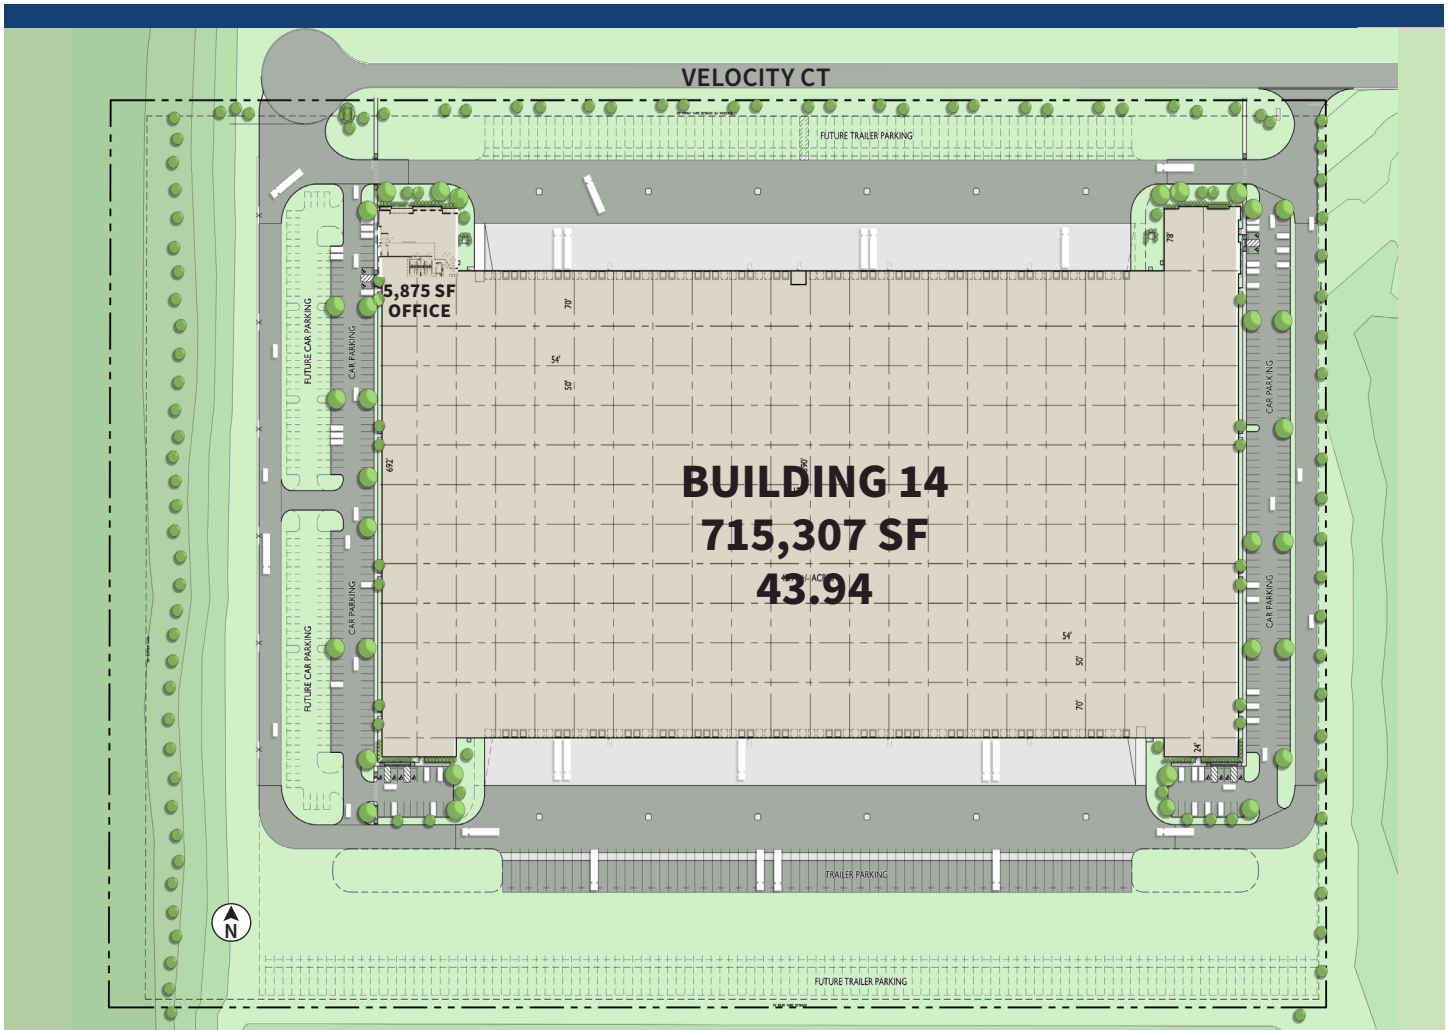 VELOCITY CT
FUTURE TRAILER PARKING
78'
5,875 SF
OFFICE
70'
54'
50'
FUTURE CAR PARKING
CAR PARKING
CAR PARKING
692'
BUILDING 14
715,307 SF
43.94
CAR PARKING
FUTURE CAR PARKING
CAR PARKING
54'
50'
70'
24'
TRAILER PARKING
N
FUTURE TRAILER PARKING